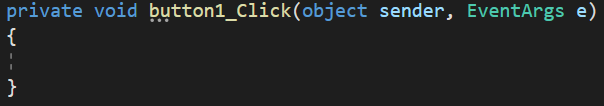 private void button1_Click(object sender, EventArgs e)
{
}